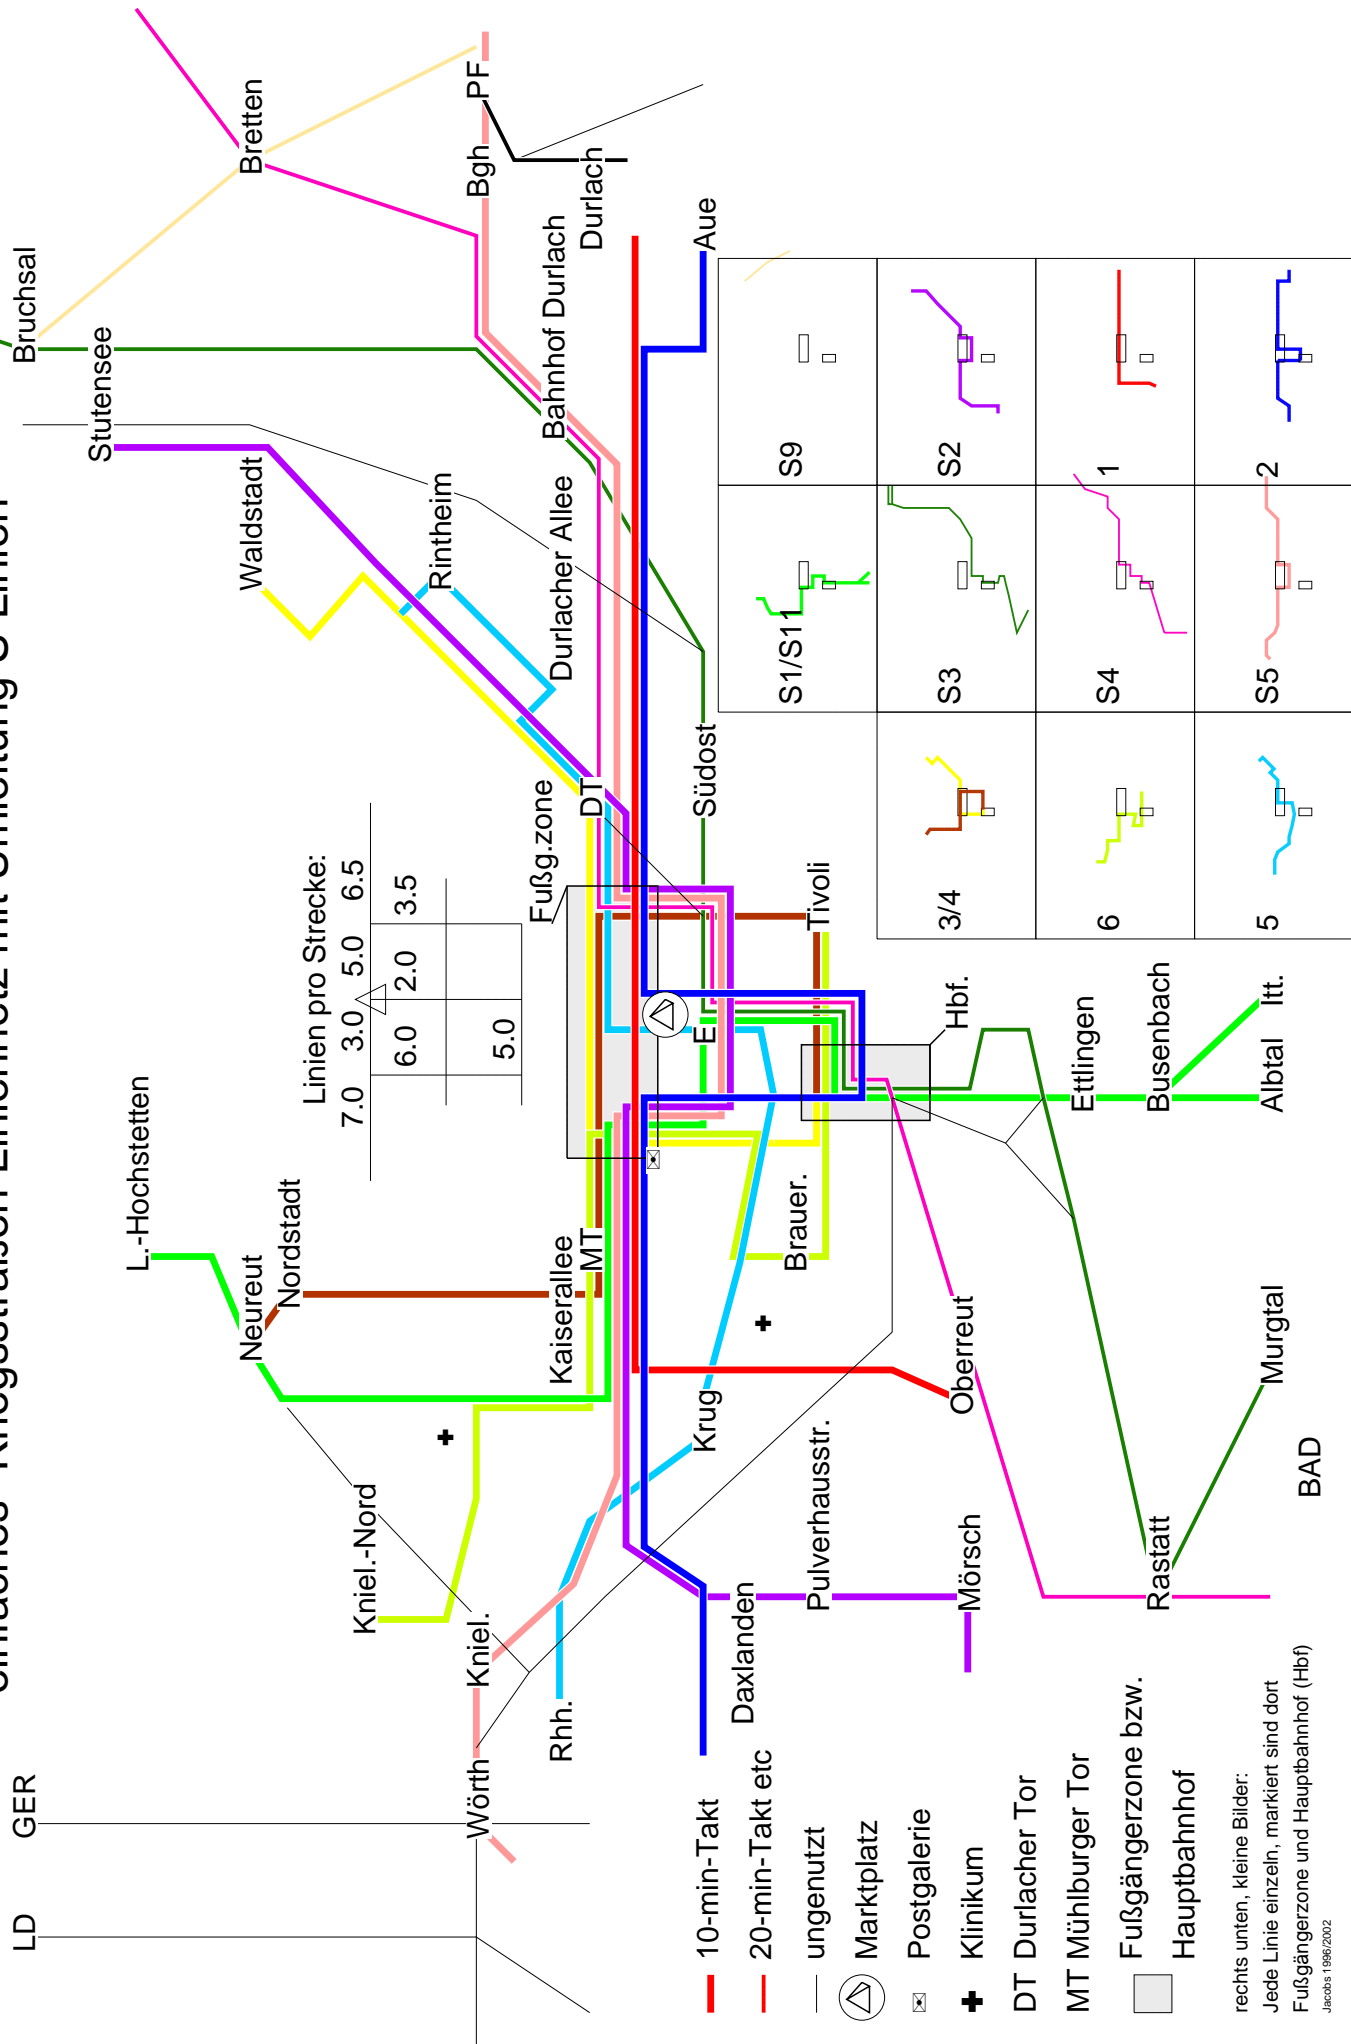 LD
GER
Bruchsal
Stutensee
Bretten
L.-Hochstetten
Neureut
Nordstadt
Waldstadt
Linien pro Strecke:
7.0 3.0 5.0 6.5
6.0 2.0 3.5
5.0
Kniel.-Nord
Rintheim
Wörth
Kniel.
Bgh
PF
Rhh.
Kaiserallee
MT
Fußg.zone
DT
Durlacher Allee
Bahnhof Durlach
Durlach
Krug
E
Südost
Aue
Daxlanden
Pulverhausstr.
Brauer.
Tivoli
Mörsch
Oberreut
Hbf.
Ettlingen
Rastatt
Busenbach
Murgtal
Albtal
Itt.
BAD
10-min-Takt
20-min-Takt etc
ungenutzt
Marktplatz
Postgalerie
Klinikum
DT Durlacher Tor
MT Mühlburger Tor
Fußgängerzone bzw.
Hauptbahnhof
rechts unten, kleine Bilder:
Jede Linie einzeln, markiert sind dort
Fußgängerzone und Hauptbahnhof (Hbf)
Jacobs 1996/2002
S1/S11
S9
3/4
S3
S2
6
S4
1
5
S5
2